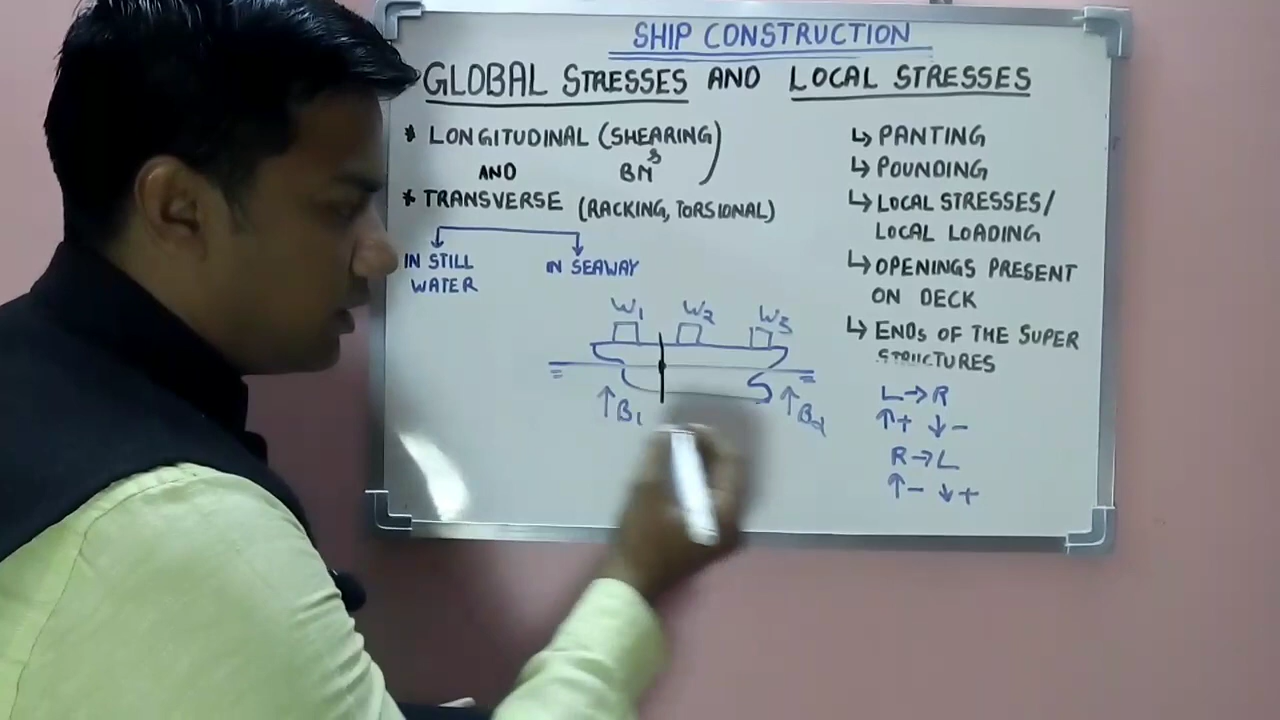 SHIP CONSTRUCTION
GLOBAL STRESSES AND LOCAL STRESSES
* LONGITUDINAL (SHEARING
AND
&
BM)
* TRANSVERSE (RACKING, TORSIONAL)
IN STILL
WATER
IN SEAWAY
W1 W2 W3
↑B1 ↑B2
↳ PANTING
↳ POUNDING
↳ LOCAL STRESSES/
LOCAL LOADING
↳ OPENINGS PRESENT
ON DECK
↳ ENDS OF THE SUPER
STRUCTURES
L→R
↑+ ↓-
R→L
↑- ↓+